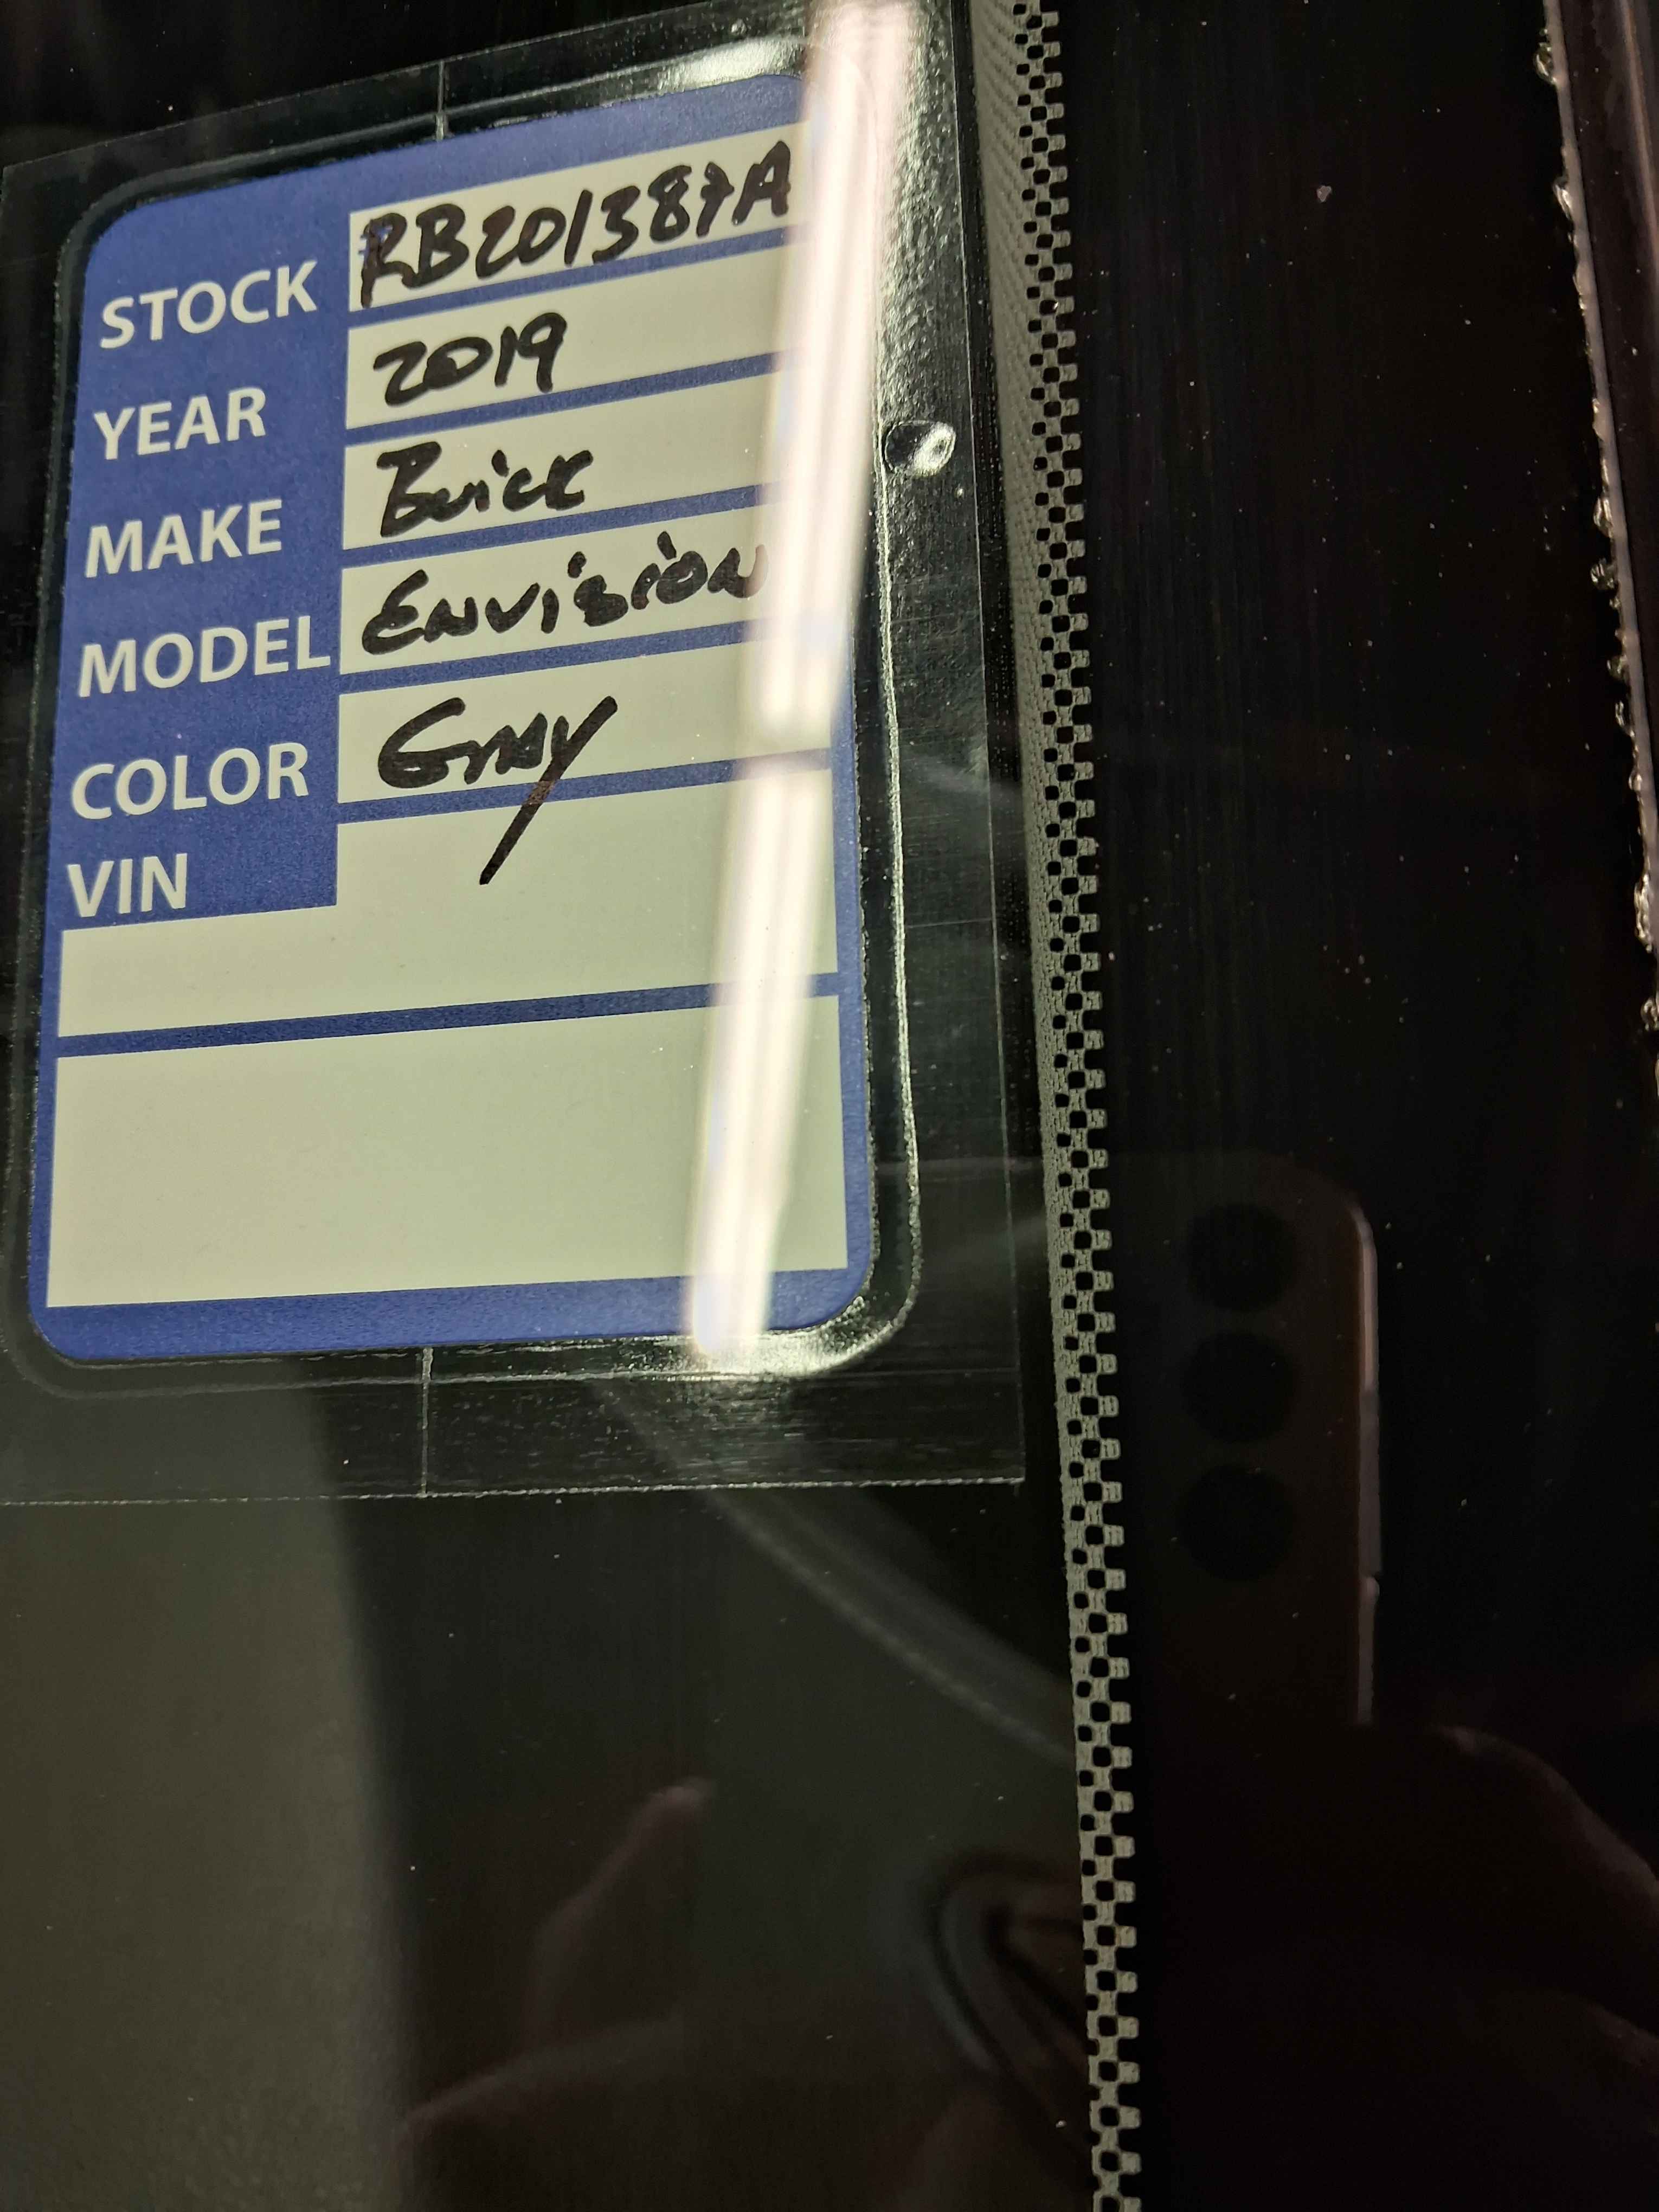 STOCK RB201387A
YEAR 2019
MAKE Buick
MODEL Envision
COLOR Gray
VIN